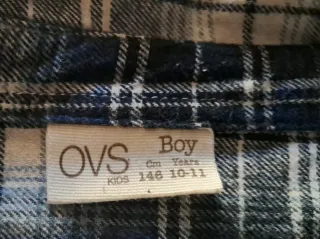 OVS
KIDS
Boy
Cm Years
146 10-11